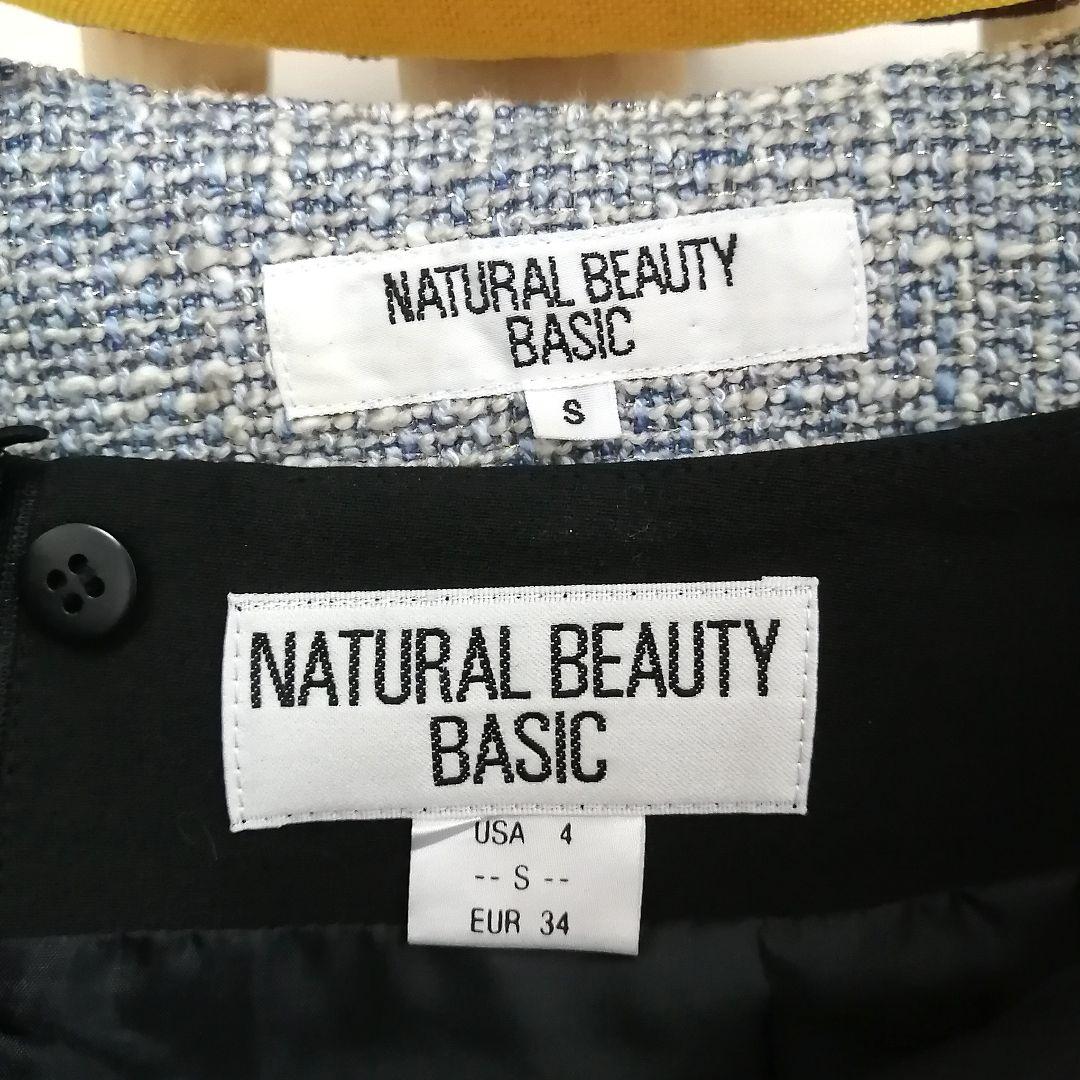 NATURAL BEAUTY
BASIC
S
NATURAL BEAUTY
BASIC
USA 4
-- S --
EUR 34